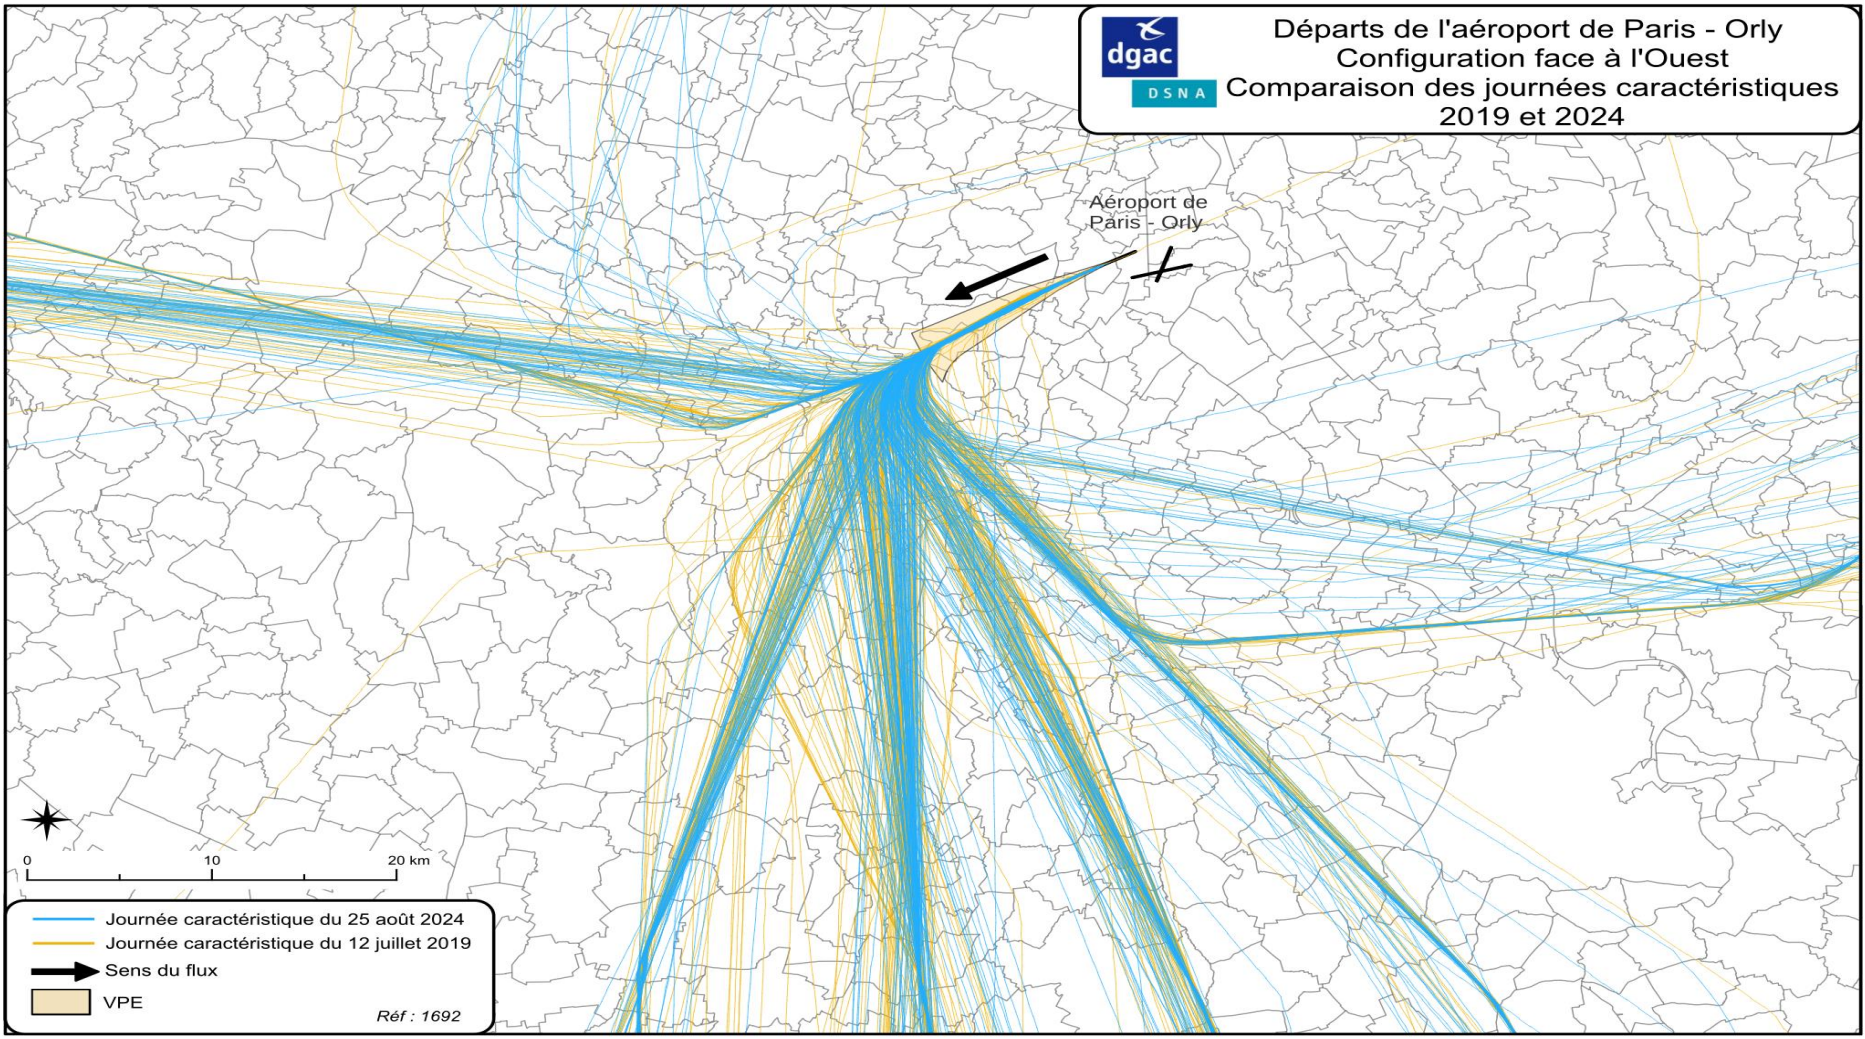 dgac
DSNA
Départs de l'aéroport de Paris - Orly
Configuration face à l'Ouest
Comparaison des journées caractéristiques
2019 et 2024
Aéroport de
Paris - Orly
0 10 20 km
Journée caractéristique du 25 août 2024
Journée caractéristique du 12 juillet 2019
Sens du flux
VPE
Réf : 1692